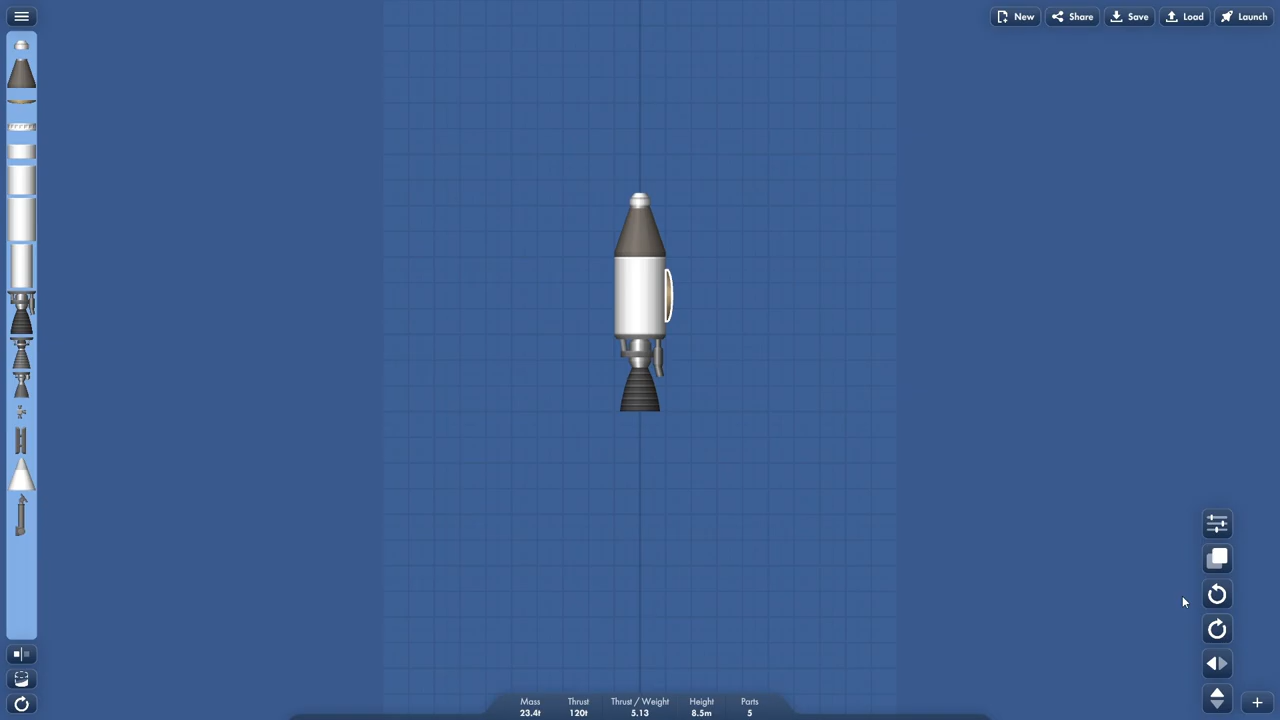 New
Share
Save
Load
Launch
Mass Thrust Thrust / Weight Height Parts
23.4t 120t 5.13 8.5m 5